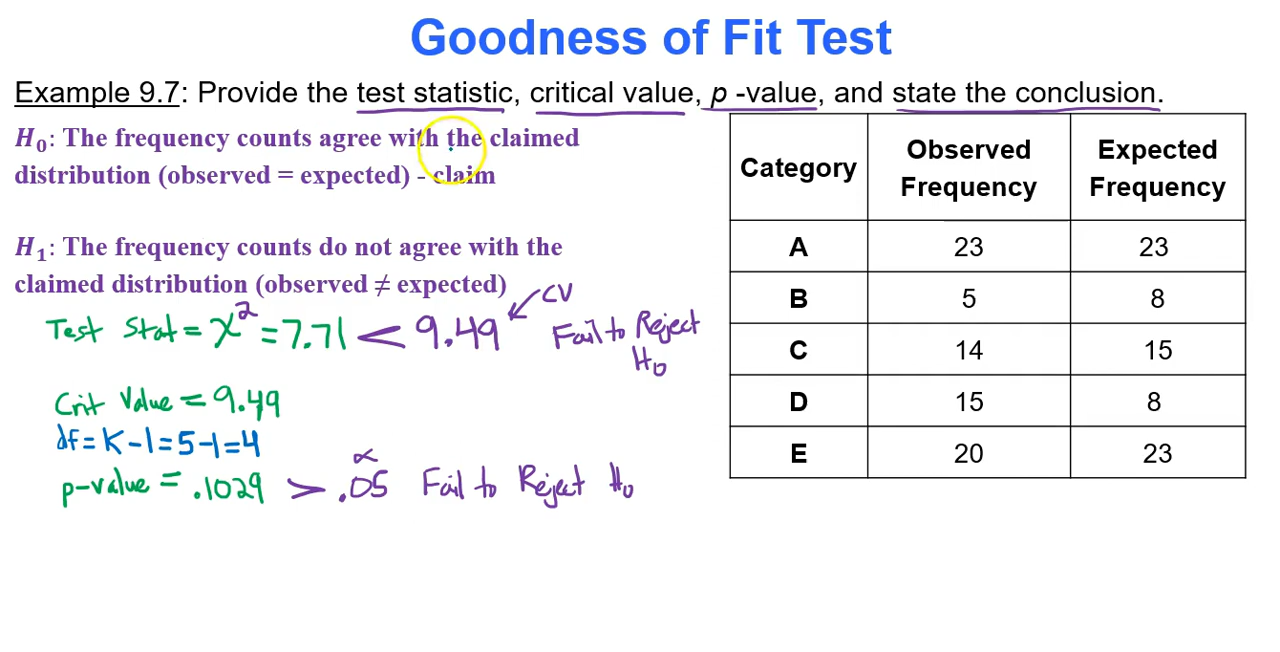 Goodness of Fit Test
Example 9.7: Provide the test statistic, critical value, p -value, and state the conclusion.
H₀: The frequency counts agree with the claimed
distribution (observed = expected) - claim
H₁: The frequency counts do not agree with the
claimed distribution (observed ≠ expected)
CV
Test Stat = χ² = 7.71 < 9.49 Fail to Reject
H₀
Crit Value = 9.49
df = K - 1 = 5 - 1 = 4
α
p-value = .1029 > .05 Fail to Reject H₀
Category Observed Frequency Expected Frequency
A 23 23
B 5 8
C 14 15
D 15 8
E 20 23